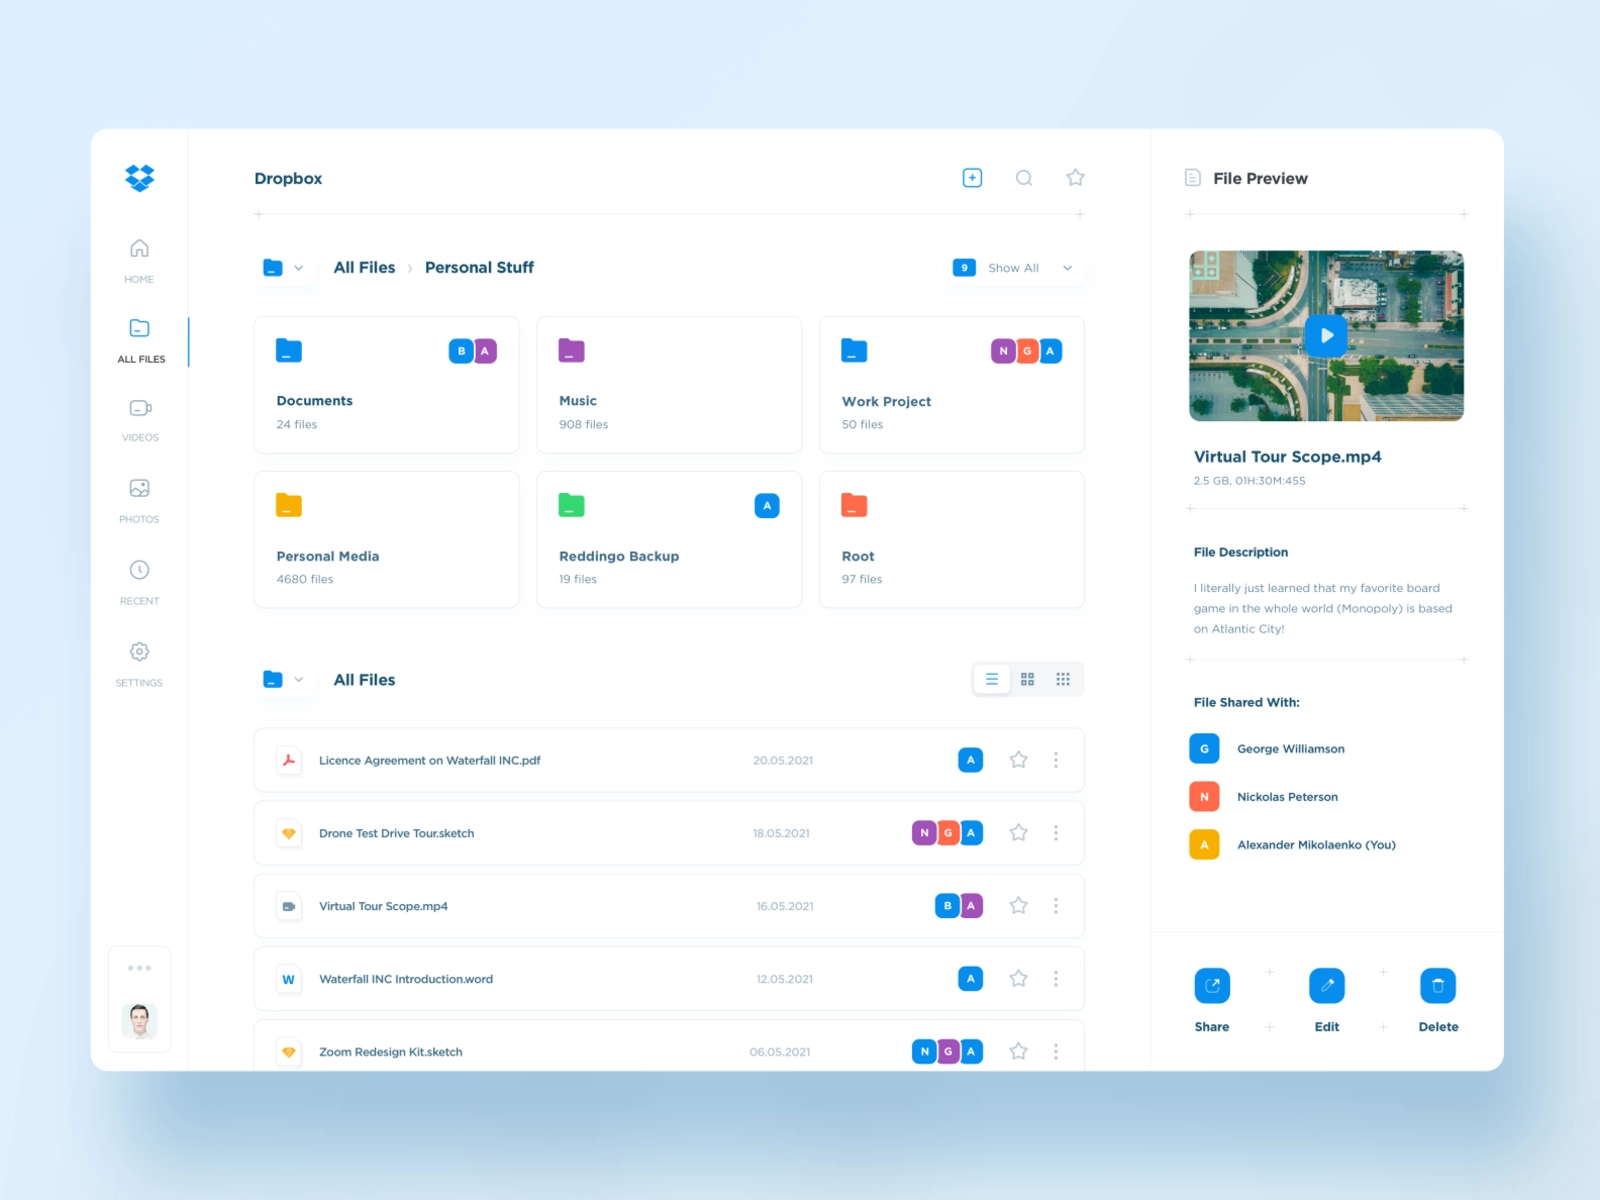 Dropbox
HOME
ALL FILES
VIDEOS
PHOTOS
RECENT
SETTINGS
All Files › Personal Stuff
9 Show All
B A
Documents
24 files
Music
908 files
N G A
Work Project
50 files
Personal Media
4680 files
A
Reddingo Backup
19 files
Root
97 files
All Files
Licence Agreement on Waterfall INC.pdf 20.05.2021 A
Drone Test Drive Tour.sketch 18.05.2021 N G A
Virtual Tour Scope.mp4 16.05.2021 B A
W Waterfall INC Introduction.word 12.05.2021 A
Zoom Redesign Kit.sketch 06.05.2021 N G A
File Preview
Virtual Tour Scope.mp4
2.5 GB, 01H:30M:45S
File Description
I literally just learned that my favorite board
game in the whole world (Monopoly) is based
on Atlantic City!
File Shared With:
G George Williamson
N Nickolas Peterson
A Alexander Mikolaenko (You)
Share
Edit
Delete